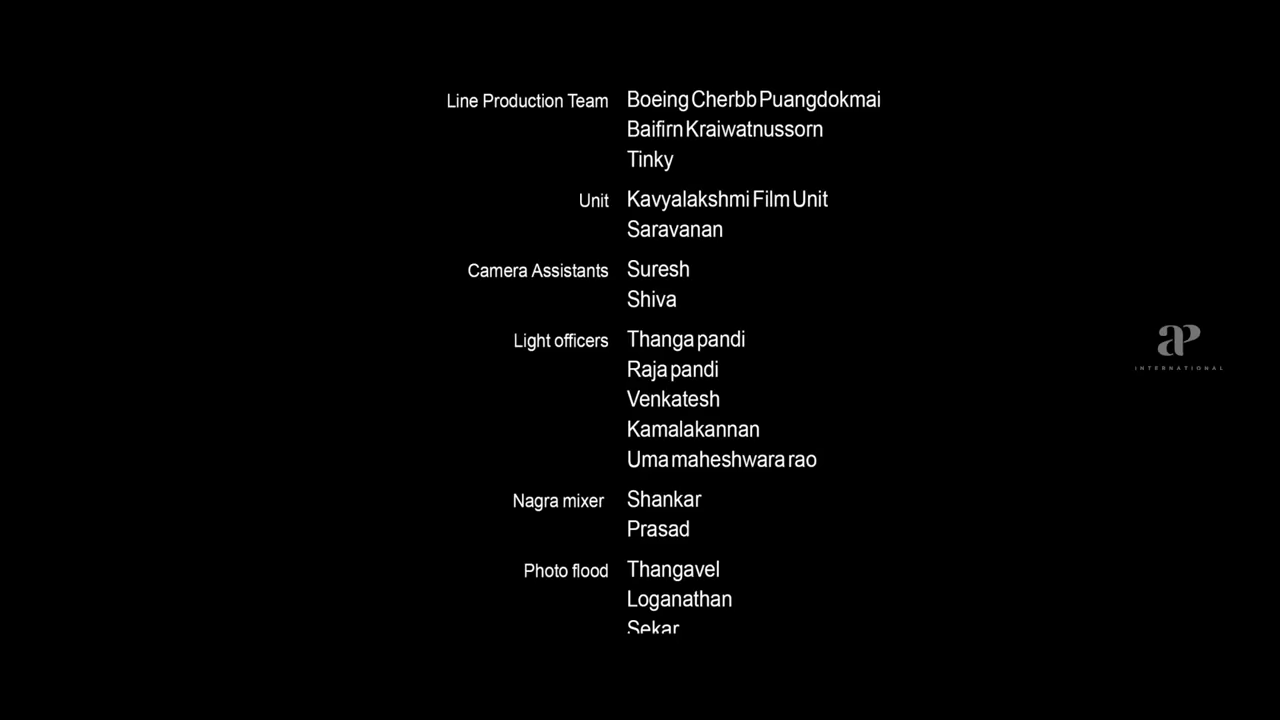 Line Production Team Boeing Cherbb Puangdokmai
Baifirn Kraiwatnussorn
Tinky
Unit Kavyalakshmi Film Unit
Saravanan
Camera Assistants Suresh
Shiva
Light officers Thanga pandi
Raja pandi
Venkatesh
Kamalakannan
Uma maheshwara rao
Nagra mixer Shankar
Prasad
Photo flood Thangavel
Loganathan
Sekar
aP
INTERNATIONAL